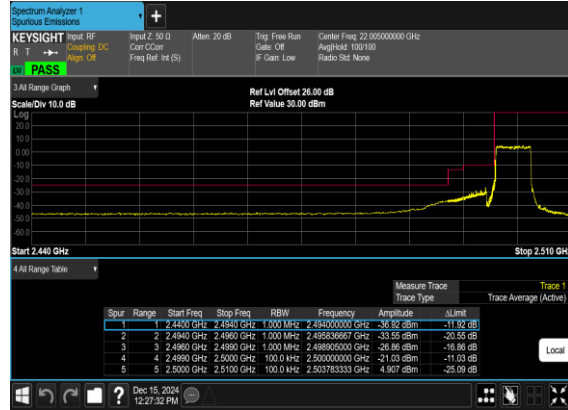 Spectrum Analyzer 1
Spurious Emissions
+
KEYSIGHT Input: RF Input Z: 50 Ω Atten: 20 dB Trig: Free Run Center Freq: 22.005000000 GHz
R T Coupling: DC Corr CCorr Gate: Off Avg|Hold: 100/100
Align: Off Freq Ref: Int (S) IF Gain: Low Radio Std: None
LW PASS
3 All Range Graph
Ref Lvl Offset 26.00 dB
Scale/Div 10.0 dB Ref Value 30.00 dBm
Log
20.0
10.0
0.00
-10.0
-20.0
-30.0
-40.0
-50.0
-60.0
Start 2.440 GHz Stop 2.510 GHz
4 All Range Table
Measure Trace Trace 1
Trace Type Trace Average (Active)
Spur Range Start Freq Stop Freq RBW Frequency Amplitude ΔLimit
1 1 2.4400 GHz 2.4940 GHz 1.000 MHz 2.494000000 GHz -36.92 dBm -11.92 dB
2 2 2.4940 GHz 2.4960 GHz 1.000 MHz 2.495836667 GHz -33.55 dBm -20.55 dB
3 3 2.4960 GHz 2.4990 GHz 1.000 MHz 2.498905000 GHz -26.86 dBm -16.86 dB
4 4 2.4990 GHz 2.5000 GHz 100.0 kHz 2.500000000 GHz -21.03 dBm -11.03 dB
5 5 2.5000 GHz 2.5100 GHz 100.0 kHz 2.503783333 GHz 4.907 dBm -25.09 dB
Local
? Dec 15, 2024
12:27:32 PM